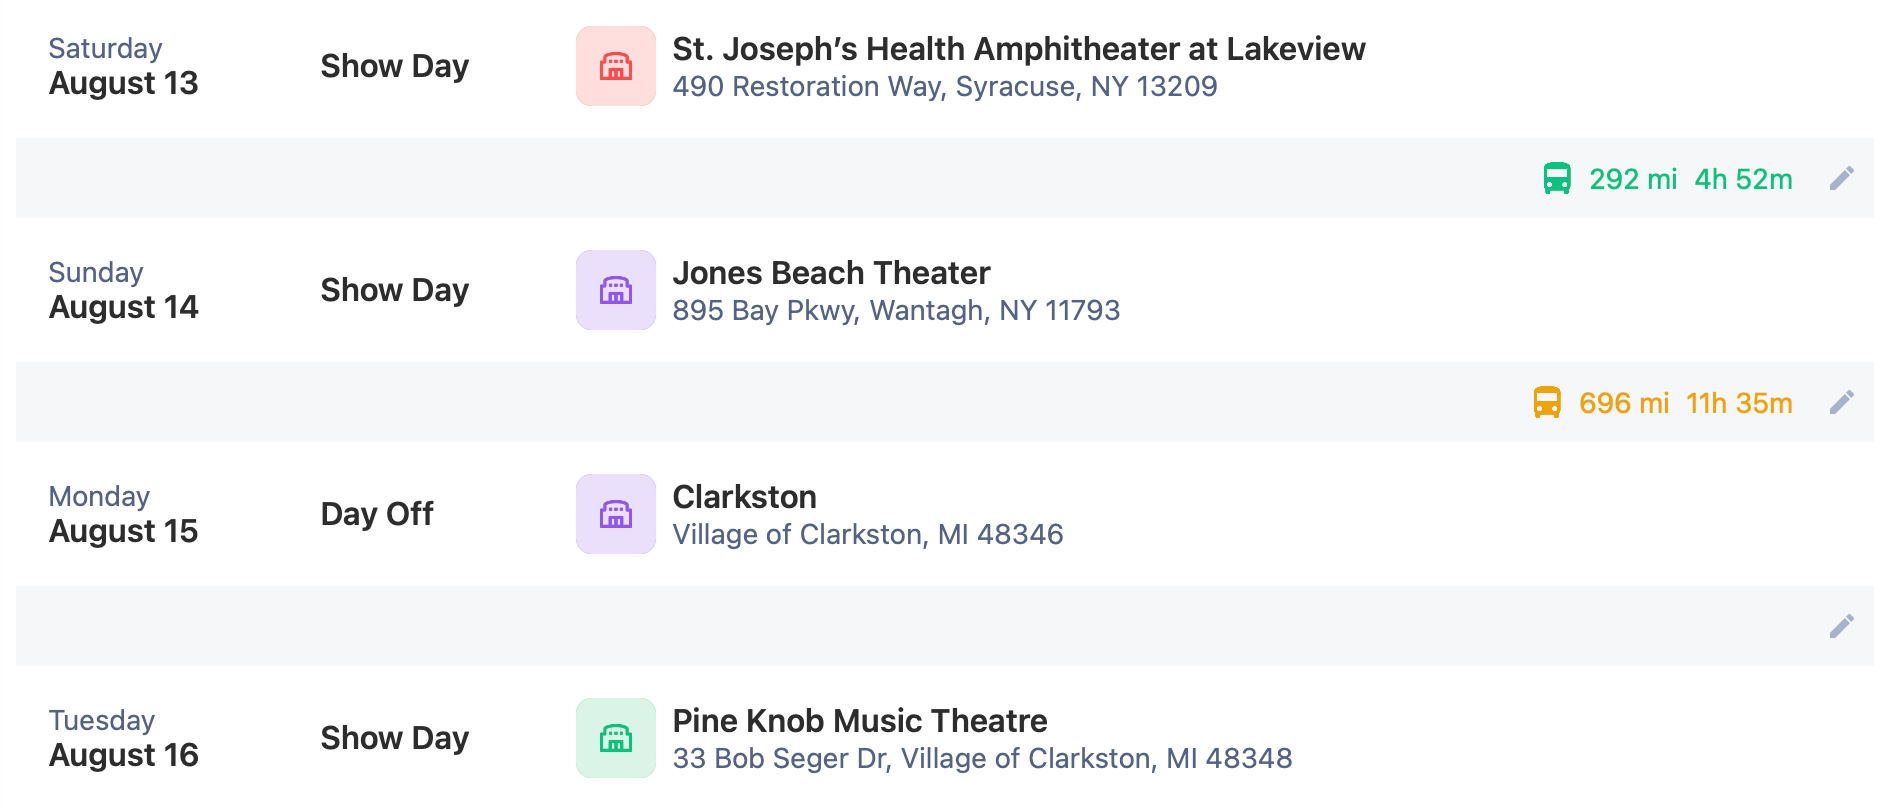 Saturday
August 13
Show Day
St. Joseph’s Health Amphitheater at Lakeview
490 Restoration Way, Syracuse, NY 13209
292 mi 4h 52m
Sunday
August 14
Show Day
Jones Beach Theater
895 Bay Pkwy, Wantagh, NY 11793
696 mi 11h 35m
Monday
August 15
Day Off
Clarkston
Village of Clarkston, MI 48346
Tuesday
August 16
Show Day
Pine Knob Music Theatre
33 Bob Seger Dr, Village of Clarkston, MI 48348